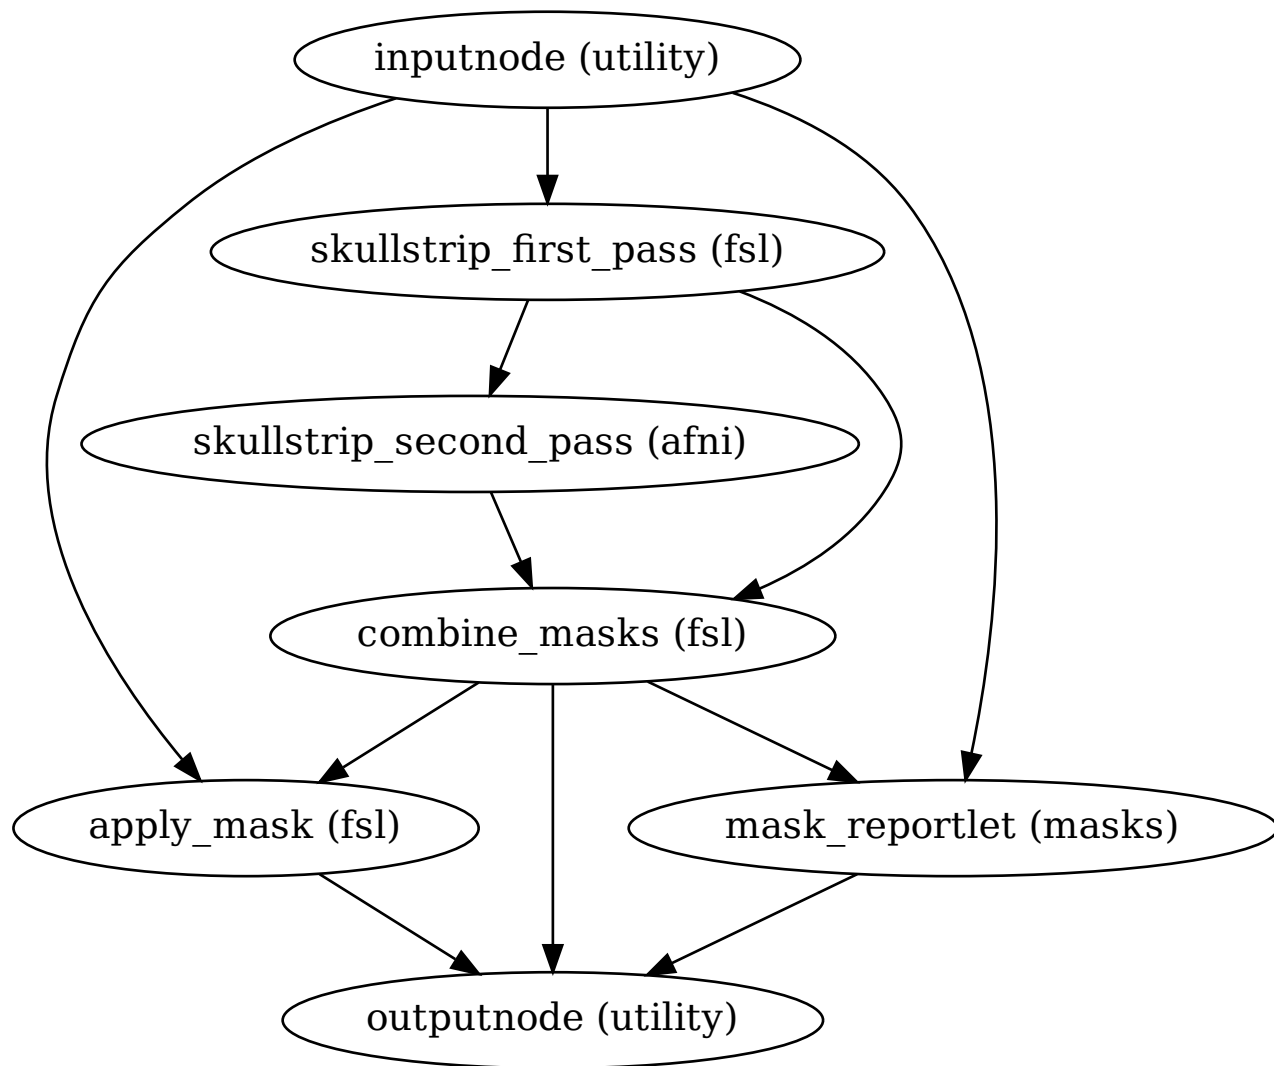 inputnode (utility)
skullstrip_first_pass (fsl)
skullstrip_second_pass (afni)
combine_masks (fsl)
apply_mask (fsl)
mask_reportlet (masks)
outputnode (utility)